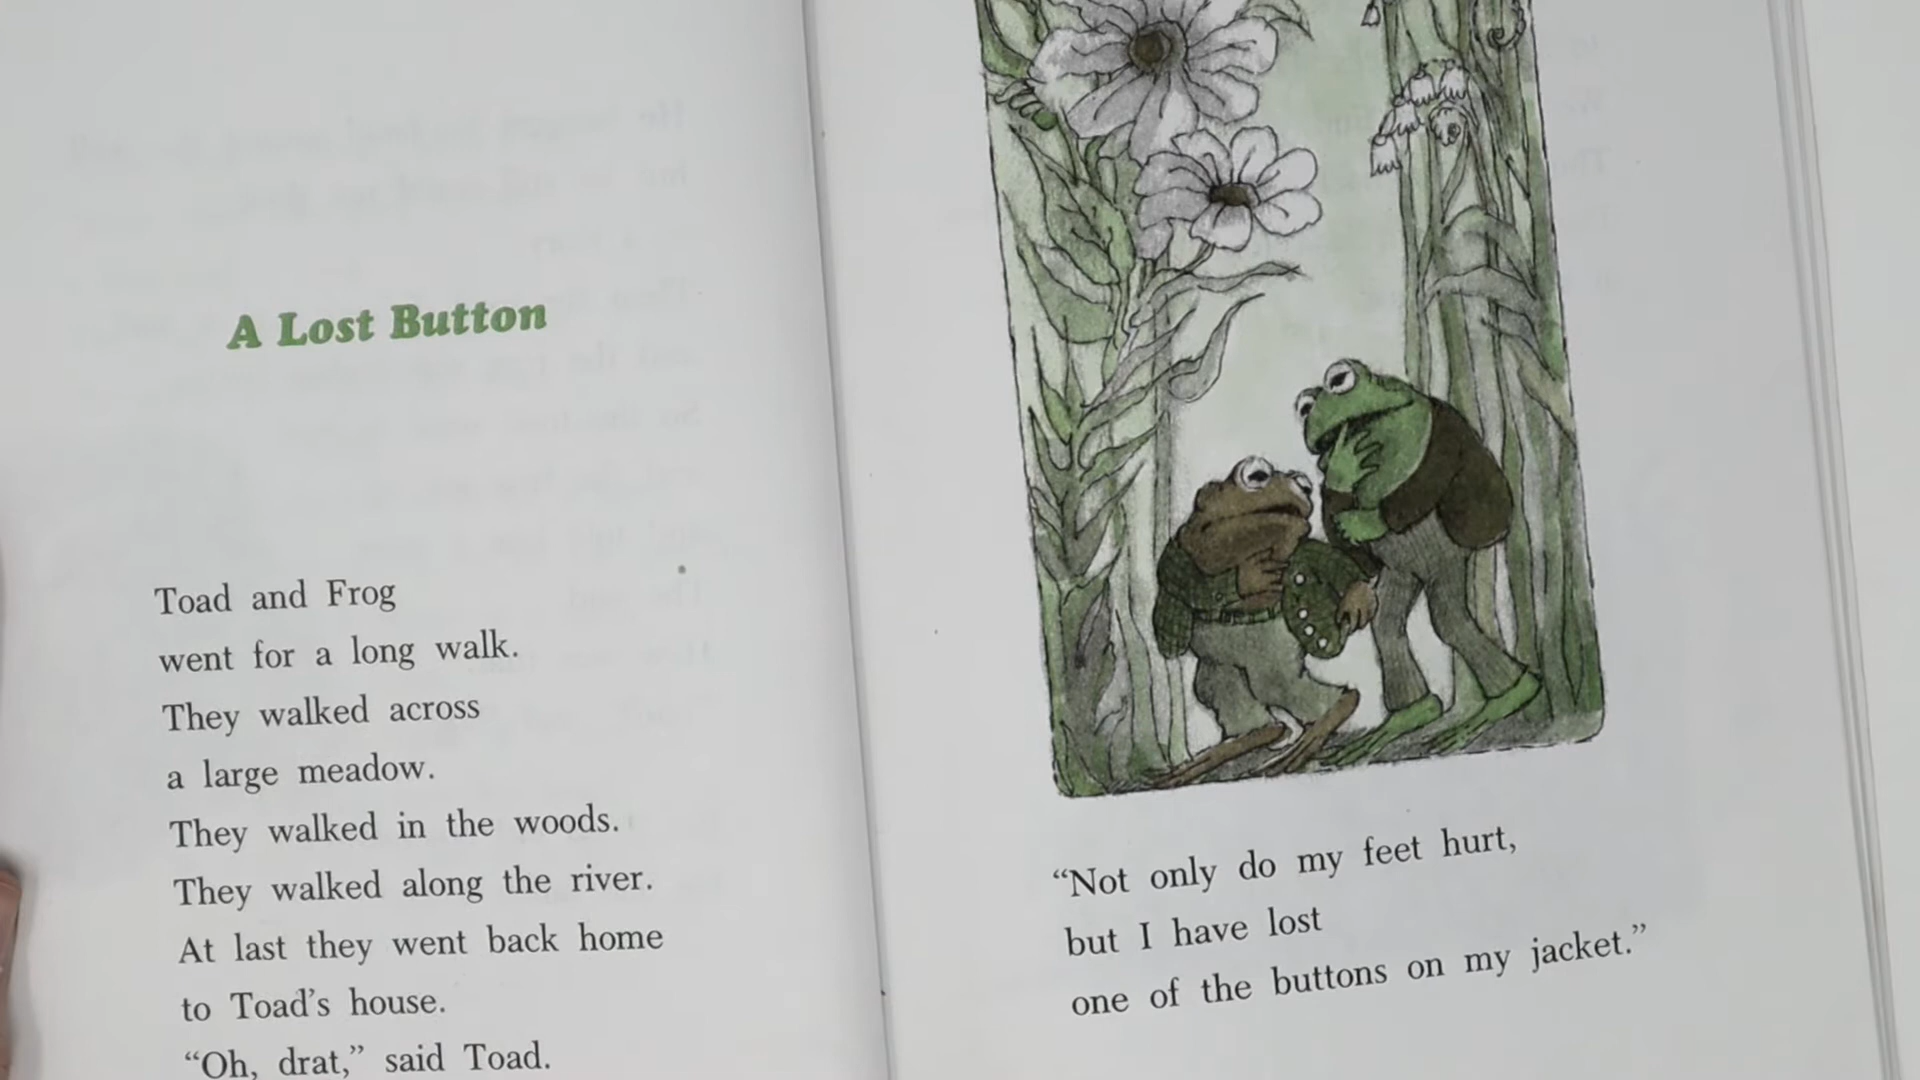 A Lost Button
Toad and Frog
went for a long walk.
They walked across
a large meadow.
They walked in the woods.
They walked along the river.
At last they went back home
to Toad's house.
“Oh, drat,” said Toad.
“Not only do my feet hurt,
but I have lost
one of the buttons on my jacket.”